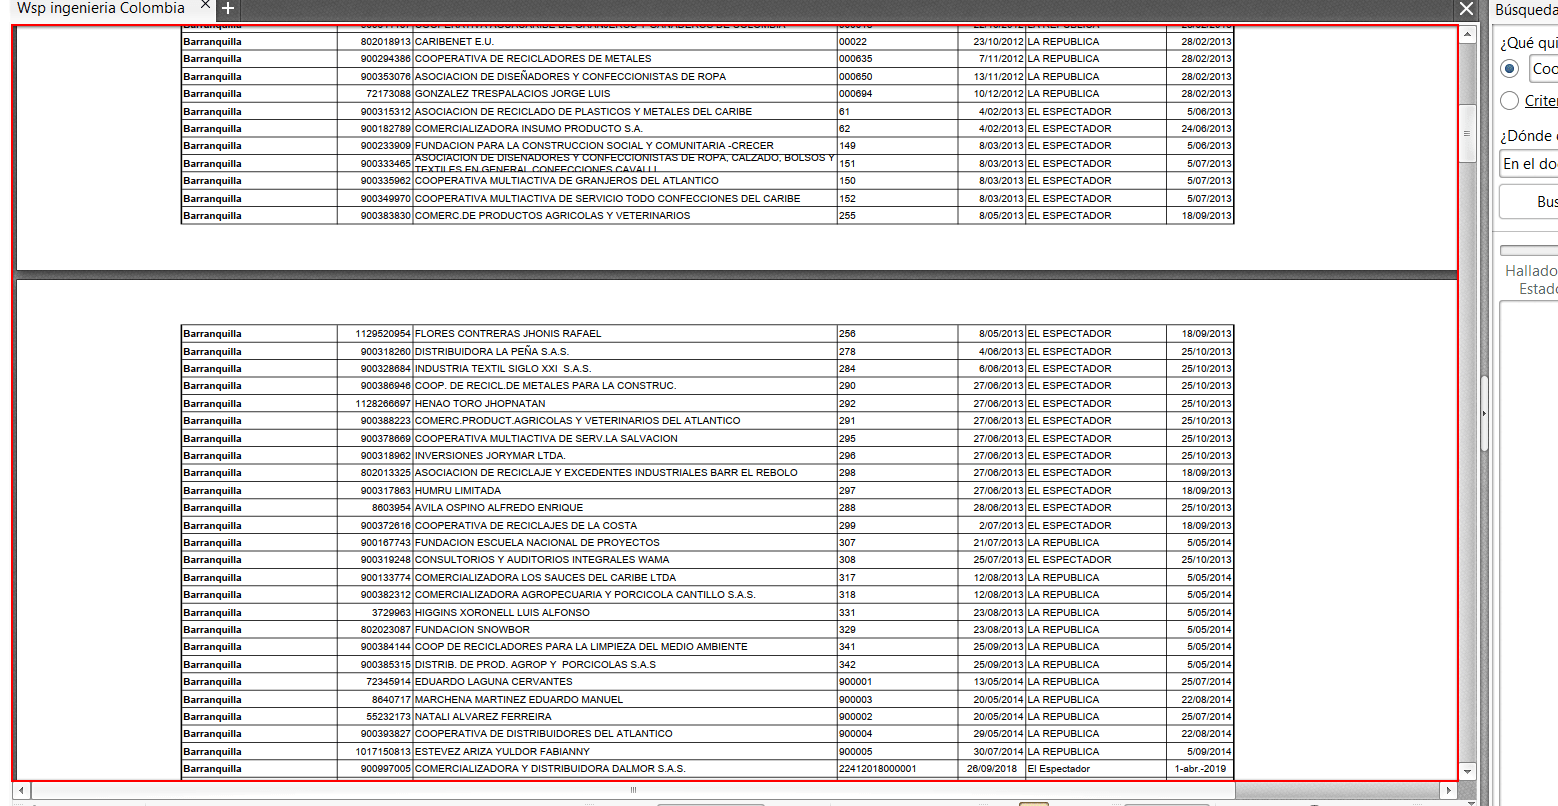 Wsp ingenieria Colombia × + × Búsqueda
Barranquilla 802018913 CARIBENET E.U. 00022 23/10/2012 LA REPUBLICA 28/02/2013
¿Qué qui
Barranquilla 900294386 COOPERATIVA DE RECICLADORES DE METALES 000635 7/11/2012 LA REPUBLICA 28/02/2013
Coo
Barranquilla 900353076 ASOCIACION DE DISEÑADORES Y CONFECCIONISTAS DE ROPA 000650 13/11/2012 LA REPUBLICA 28/02/2013
Barranquilla 72173088 GONZALEZ TRESPALACIOS JORGE LUIS 000694 10/12/2012 LA REPUBLICA 28/02/2013
Criter
Barranquilla 900315312 ASOCIACION DE RECICLADO DE PLASTICOS Y METALES DEL CARIBE 61 4/02/2013 EL ESPECTADOR 5/06/2013
Barranquilla 900182789 COMERCIALIZADORA INSUMO PRODUCTO S.A. 62 4/02/2013 EL ESPECTADOR 24/06/2013
¿Dónde
Barranquilla 900233909 FUNDACION PARA LA CONSTRUCCION SOCIAL Y COMUNITARIA -CRECER 149 8/03/2013 EL ESPECTADOR 5/06/2013
Barranquilla 900333465 ASOCIACION DE DISEÑADORES Y CONFECCIONISTAS DE ROPA, CALZADO, BOLSOS Y TEXTILES EN GENERAL CONFECCIONES CAVALLI 151 8/03/2013 EL ESPECTADOR 5/07/2013
En el do
Barranquilla 900335962 COOPERATIVA MULTIACTIVA DE GRANJEROS DEL ATLANTICO 150 8/03/2013 EL ESPECTADOR 5/07/2013
Barranquilla 900349970 COOPERATIVA MULTIACTIVA DE SERVICIO TODO CONFECCIONES DEL CARIBE 152 8/03/2013 EL ESPECTADOR 5/07/2013
Bus
Barranquilla 900383830 COMERC.DE PRODUCTOS AGRICOLAS Y VETERINARIOS 255 8/05/2013 EL ESPECTADOR 18/09/2013
Hallado
Estado
Barranquilla 1129520954 FLORES CONTRERAS JHONIS RAFAEL 256 8/05/2013 EL ESPECTADOR 18/09/2013
Barranquilla 900318260 DISTRIBUIDORA LA PEÑA S.A.S. 278 4/06/2013 EL ESPECTADOR 25/10/2013
Barranquilla 900328684 INDUSTRIA TEXTIL SIGLO XXI S.A.S. 284 6/06/2013 EL ESPECTADOR 25/10/2013
Barranquilla 900386946 COOP. DE RECICL.DE METALES PARA LA CONSTRUC. 290 27/06/2013 EL ESPECTADOR 25/10/2013
Barranquilla 1128266697 HENAO TORO JHOPNATAN 292 27/06/2013 EL ESPECTADOR 25/10/2013
Barranquilla 900388223 COMERC.PRODUCT.AGRICOLAS Y VETERINARIOS DEL ATLANTICO 291 27/06/2013 EL ESPECTADOR 25/10/2013
Barranquilla 900378669 COOPERATIVA MULTIACTIVA DE SERV.LA SALVACION 295 27/06/2013 EL ESPECTADOR 25/10/2013
Barranquilla 900318962 INVERSIONES JORYMAR LTDA. 296 27/06/2013 EL ESPECTADOR 25/10/2013
Barranquilla 802013325 ASOCIACION DE RECICLAJE Y EXCEDENTES INDUSTRIALES BARR EL REBOLO 298 27/06/2013 EL ESPECTADOR 18/09/2013
Barranquilla 900317863 HUMRU LIMITADA 297 27/06/2013 EL ESPECTADOR 18/09/2013
Barranquilla 8603954 AVILA OSPINO ALFREDO ENRIQUE 288 28/06/2013 EL ESPECTADOR 25/10/2013
Barranquilla 900372616 COOPERATIVA DE RECICLAJES DE LA COSTA 299 2/07/2013 EL ESPECTADOR 18/09/2013
Barranquilla 900167743 FUNDACION ESCUELA NACIONAL DE PROYECTOS 307 21/07/2013 LA REPUBLICA 5/05/2014
Barranquilla 900319248 CONSULTORIOS Y AUDITORIOS INTEGRALES WAMA 308 25/07/2013 EL ESPECTADOR 25/10/2013
Barranquilla 900133774 COMERCIALIZADORA LOS SAUCES DEL CARIBE LTDA 317 12/08/2013 LA REPUBLICA 5/05/2014
Barranquilla 900382312 COMERCIALIZADORA AGROPECUARIA Y PORCICOLA CANTILLO S.A.S. 318 12/08/2013 LA REPUBLICA 5/05/2014
Barranquilla 3729963 HIGGINS XORONELL LUIS ALFONSO 331 23/08/2013 LA REPUBLICA 5/05/2014
Barranquilla 802023087 FUNDACION SNOWBOR 329 23/08/2013 LA REPUBLICA 5/05/2014
Barranquilla 900384144 COOP DE RECICLADORES PARA LA LIMPIEZA DEL MEDIO AMBIENTE 341 25/09/2013 LA REPUBLICA 5/05/2014
Barranquilla 900385315 DISTRIB. DE PROD. AGROP Y PORCICOLAS S.A.S 342 25/09/2013 LA REPUBLICA 5/05/2014
Barranquilla 72345914 EDUARDO LAGUNA CERVANTES 900001 13/05/2014 LA REPUBLICA 25/07/2014
Barranquilla 8640717 MARCHENA MARTINEZ EDUARDO MANUEL 900003 20/05/2014 LA REPUBLICA 22/08/2014
Barranquilla 55232173 NATALI ALVAREZ FERREIRA 900002 20/05/2014 LA REPUBLICA 25/07/2014
Barranquilla 900393827 COOPERATIVA DE DISTRIBUIDORES DEL ATLANTICO 900004 29/05/2014 LA REPUBLICA 22/08/2014
Barranquilla 1017150813 ESTEVEZ ARIZA YULDOR FABIANNY 900005 30/07/2014 LA REPUBLICA 5/09/2014
Barranquilla 900997005 COMERCIALIZADORA Y DISTRIBUIDORA DALMOR S.A.S. 22412018000001 26/09/2018 El Espectador 1-abr.-2019